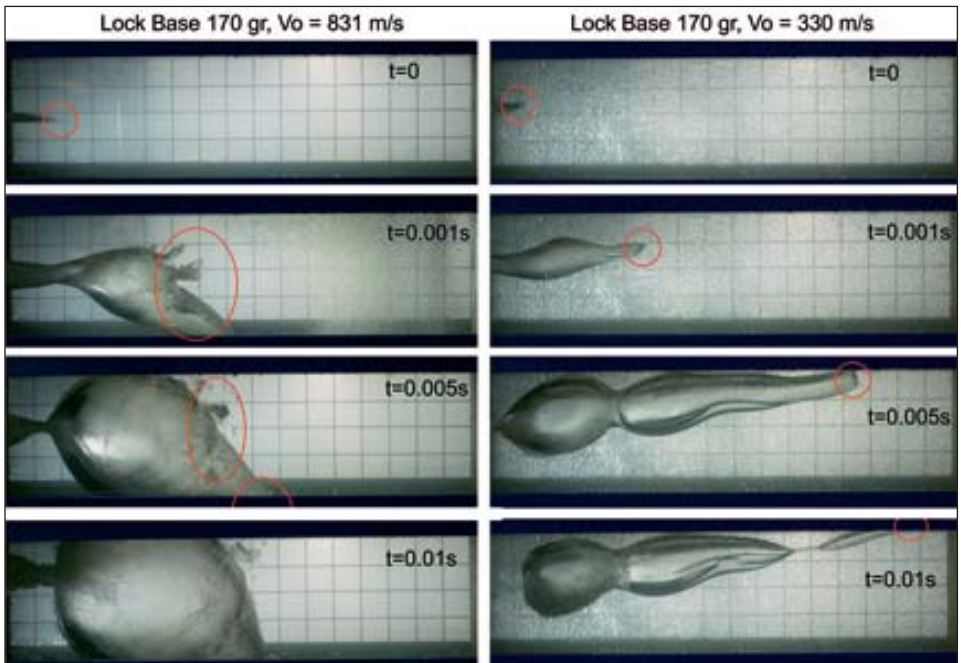 Lock Base 170 gr, Vo = 831 m/s
Lock Base 170 gr, Vo = 330 m/s
t=0
t=0
t=0.001s
t=0.001s
t=0.005s
t=0.005s
t=0.01s
t=0.01s